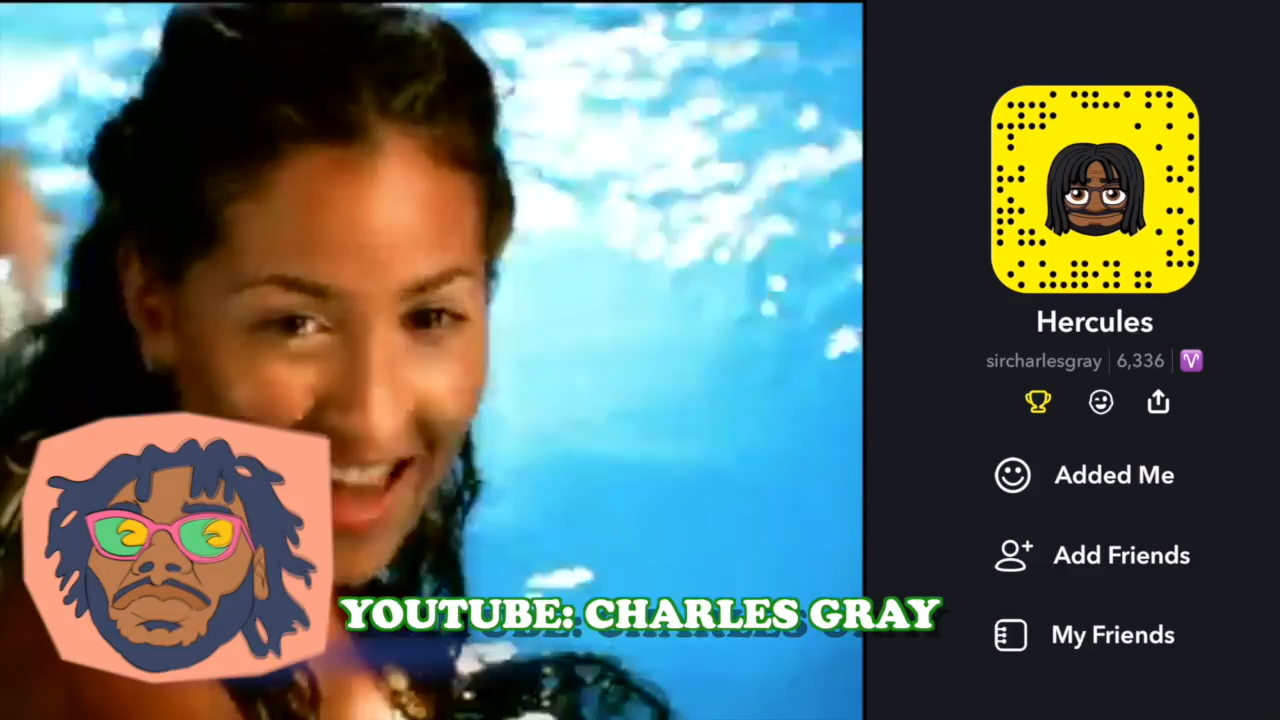 Hercules
sircharlesgray | 6,336
Added Me
Add Friends
YOUTUBE: CHARLES GRAY
My Friends